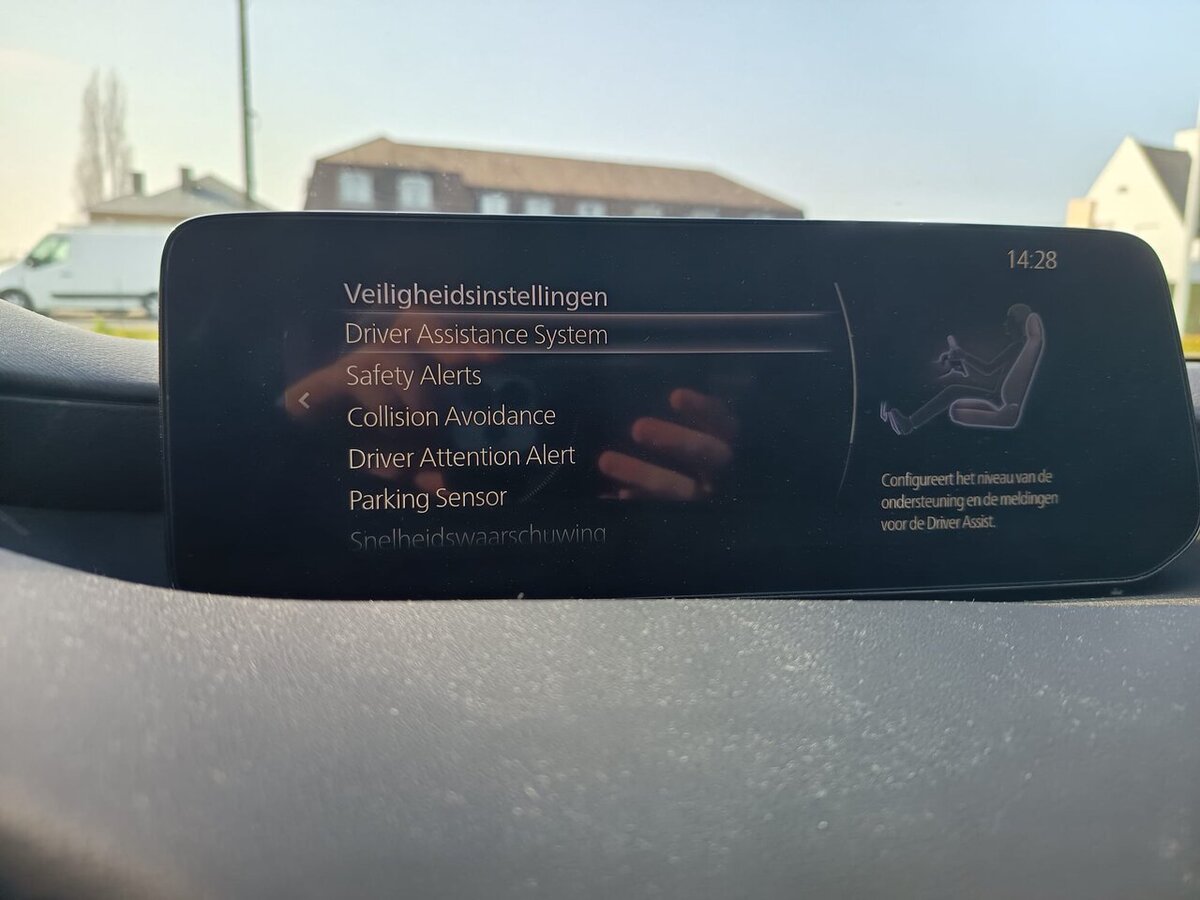 14:28
Veiligheidsinstellingen
Driver Assistance System
Safety Alerts
Collision Avoidance
Driver Attention Alert
Parking Sensor
Snelheidswaarschuwing
Configureert het niveau van de
ondersteuning en de meldingen
voor de Driver Assist.